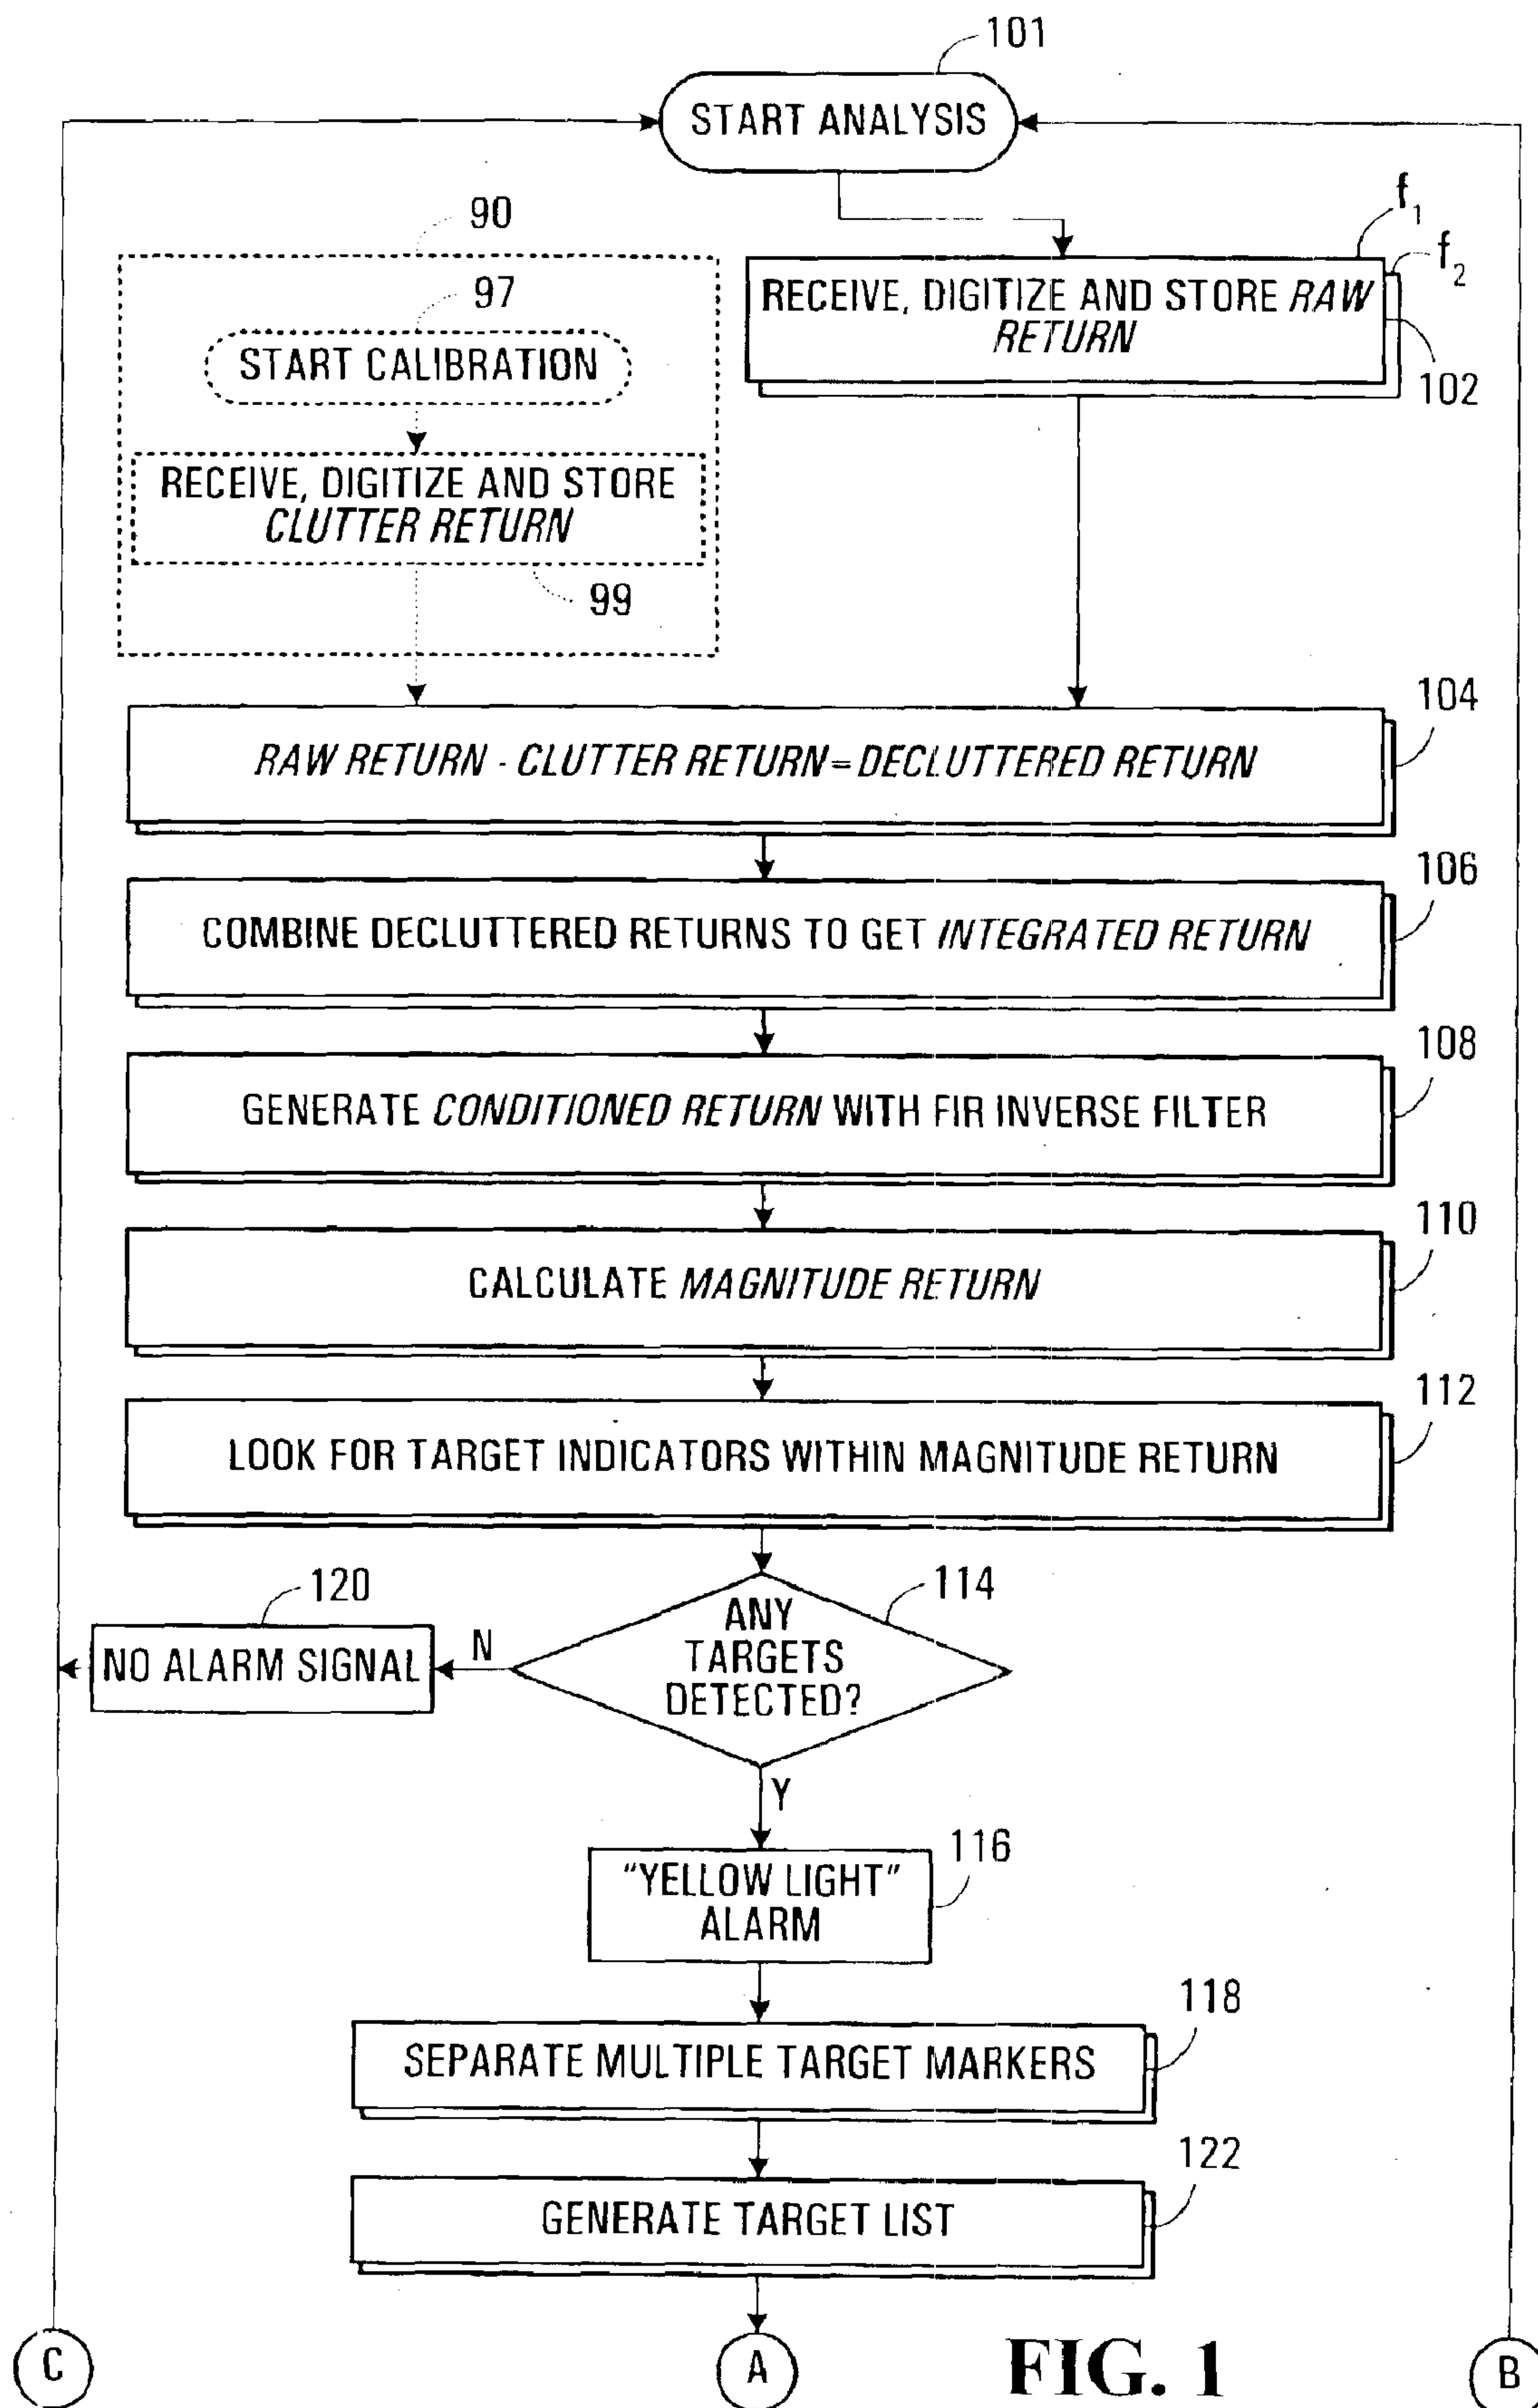 101
START ANALYSIS
f1
f2
90
97
START CALIBRATION
RECEIVE, DIGITIZE AND STORE RAW
RETURN
102
RECEIVE, DIGITIZE AND STORE
CLUTTER RETURN
99
104
RAW RETURN - CLUTTER RETURN=DECLUTTERED RETURN
106
COMBINE DECLUTTERED RETURNS TO GET INTEGRATED RETURN
108
GENERATE CONDITIONED RETURN WITH FIR INVERSE FILTER
110
CALCULATE MAGNITUDE RETURN
112
LOOK FOR TARGET INDICATORS WITHIN MAGNITUDE RETURN
120
114
NO ALARM SIGNAL
N
ANY
TARGETS
DETECTED?
Y
116
"YELLOW LIGHT"
ALARM
118
SEPARATE MULTIPLE TARGET MARKERS
122
GENERATE TARGET LIST
C
A
FIG. 1
B